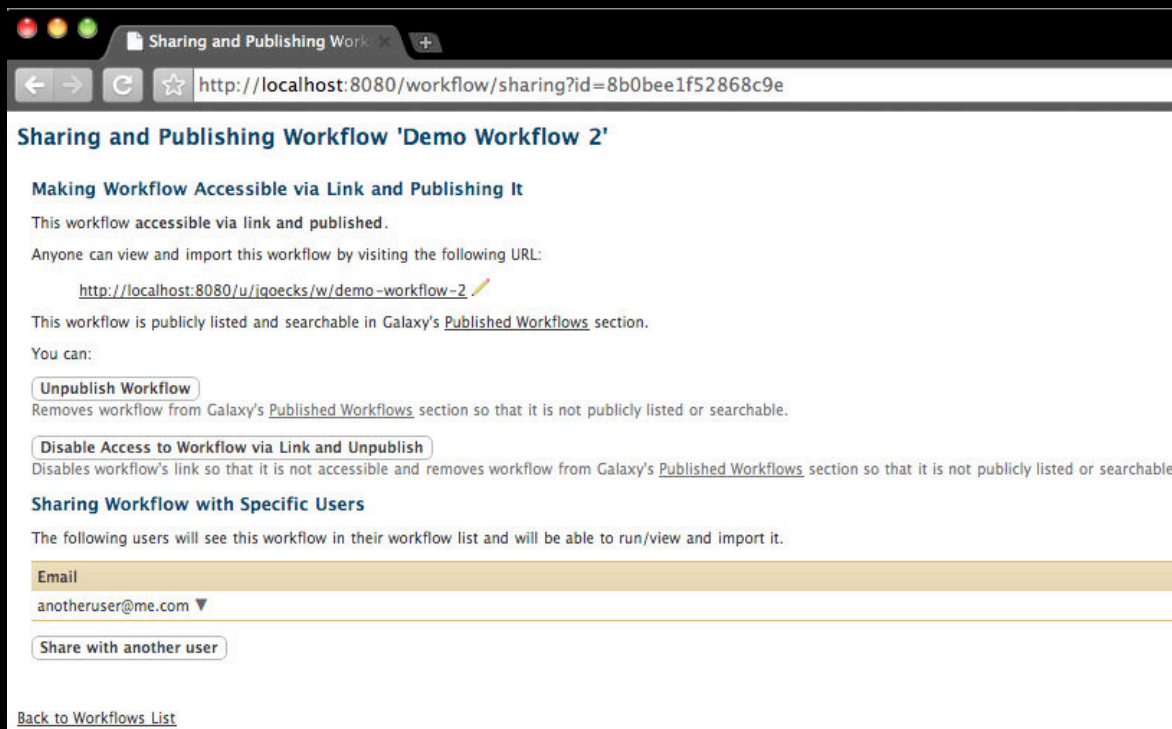 Sharing and Publishing Work
http://localhost:8080/workflow/sharing?id=8b0bee1f52868c9e
Sharing and Publishing Workflow 'Demo Workflow 2'
Making Workflow Accessible via Link and Publishing It
This workflow accessible via link and published.
Anyone can view and import this workflow by visiting the following URL:
http://localhost:8080/u/jgoecks/w/demo-workflow-2
This workflow is publicly listed and searchable in Galaxy's Published Workflows section.
You can:
Unpublish Workflow
Removes workflow from Galaxy's Published Workflows section so that it is not publicly listed or searchable.
Disable Access to Workflow via Link and Unpublish
Disables workflow's link so that it is not accessible and removes workflow from Galaxy's Published Workflows section so that it is not publicly listed or searchable
Sharing Workflow with Specific Users
The following users will see this workflow in their workflow list and will be able to run/view and import it.
Email
anotheruser@me.com
Share with another user
Back to Workflows List